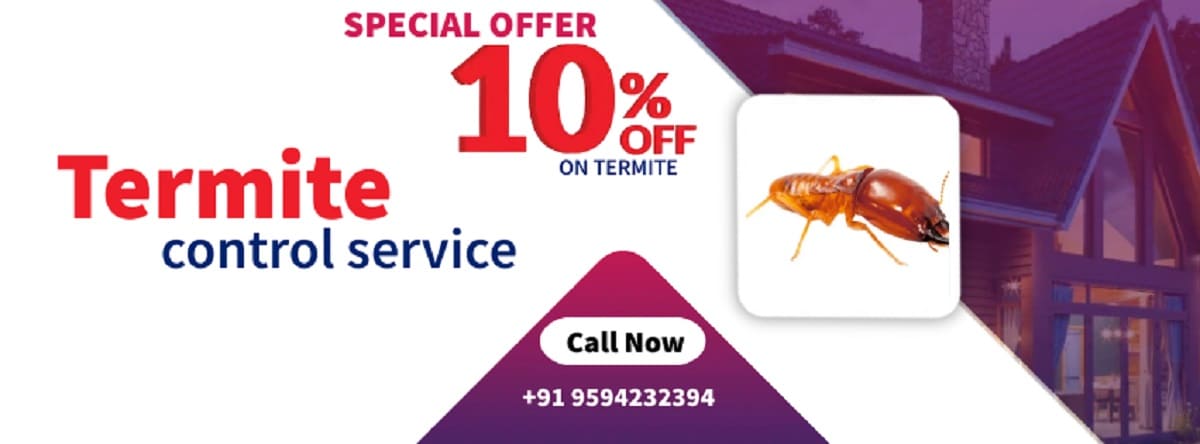 SPECIAL OFFER
10%
OFF
ON TERMITE
Termite
control service
Call Now
+91 9594232394